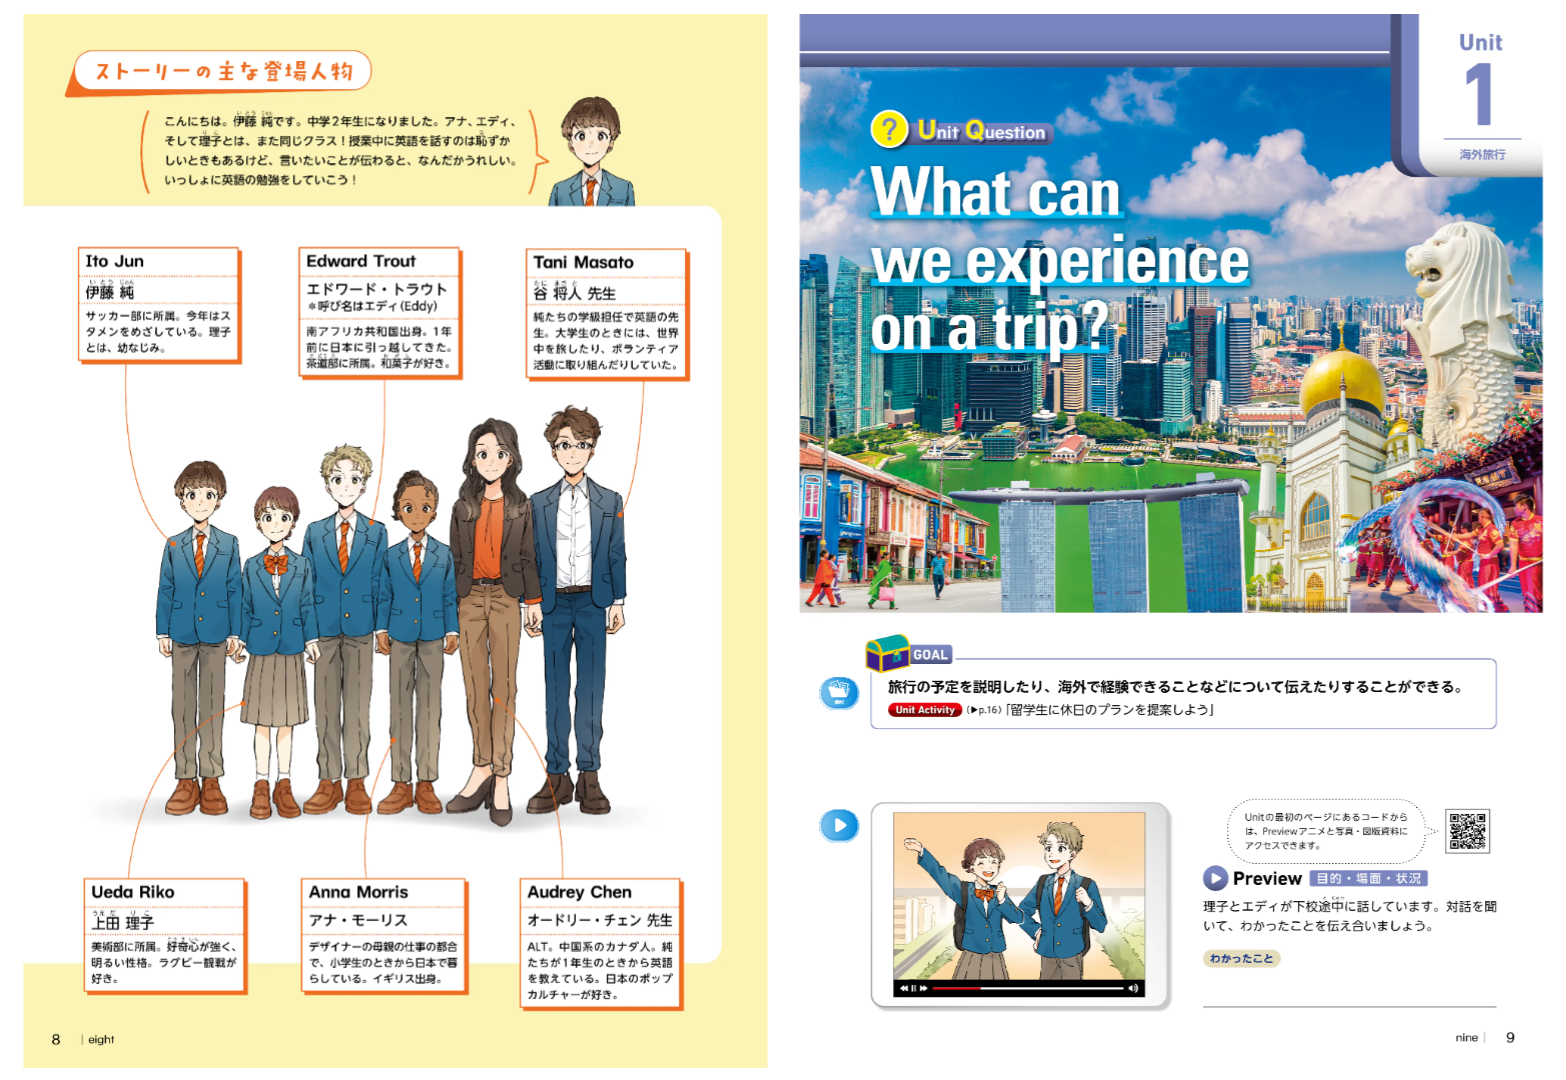 ストーリーの主な登場人物
こんにちは。伊藤 純です。中学2年生になりました。アナ、エディ、
そして理子とは、また同じクラス！授業中に英語を話すのは恥ずか
しいときもあるけど、言いたいことが伝わると、なんだかうれしい。
いっしょに英語の勉強をしていこう！
Ito Jun
伊藤 純
サッカー部に所属。今年はス
タメンをめざしている。理子
とは、幼なじみ。
Edward Trout
エドワード・トラウト
＊呼び名はエディ(Eddy)
南アフリカ共和国出身。1年
前に日本に引っ越してきた。
茶道部に所属。和菓子が好き。
Tani Masato
谷 将人 先生
純たちの学級担任で英語の先
生。大学生のときには、世界
中を旅したり、ボランティア
活動に取り組んだりしていた。
Ueda Riko
上田 理子
美術部に所属。好奇心が強く、
明るい性格。ラグビー観戦が
好き。
Anna Morris
アナ・モーリス
デザイナーの母親の仕事の都合
で、小学生のときから日本で暮
らしている。イギリス出身。
Audrey Chen
オードリー・チェン 先生
ALT。中国系のカナダ人。純
たちが1年生のときから英語
を教えている。日本のポップ
カルチャーが好き。
8 eight
Unit
1
海外旅行
? Unit Question
What can
we experience
on a trip?
GOAL
旅行の予定を説明したり、海外で経験できることなどについて伝えたりすることができる。
Unit Activity (▶p.16)「留学生に休日のプランを提案しよう」
Unitの最初のページにあるコードから
は、Previewアニメと写真・図版資料に
アクセスできます。
Preview 目的・場面・状況
理子とエディが下校途中に話しています。対話を聞
いて、わかったことを伝え合いましょう。
わかったこと
nine 9